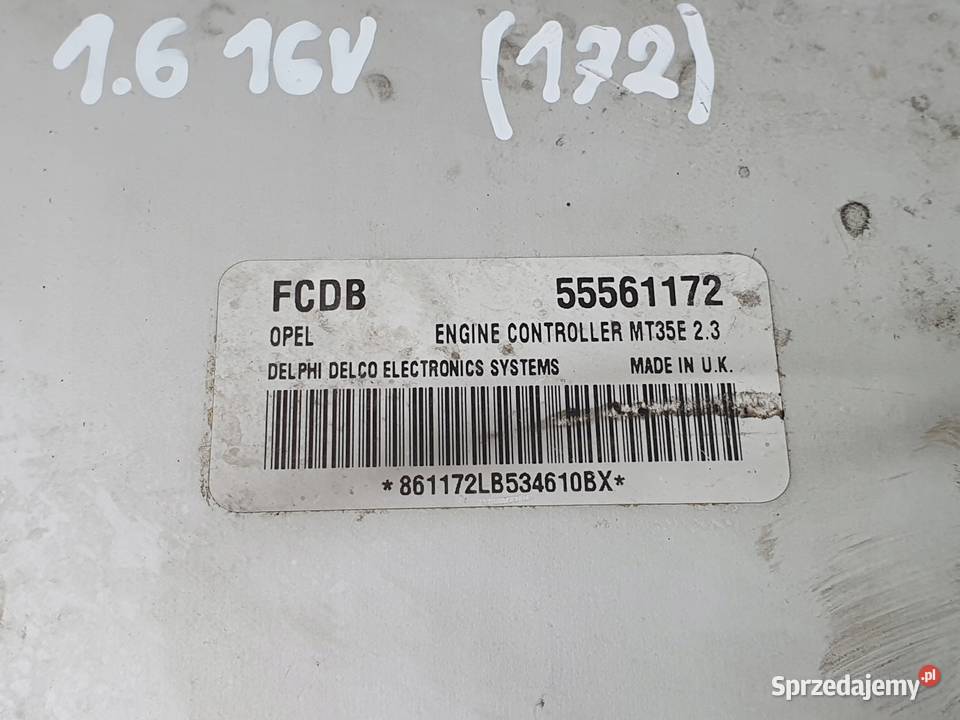 1.6 16V (172)
FCDB 55561172
OPEL ENGINE CONTROLLER MT35E 2.3
DELPHI DELCO ELECTRONICS SYSTEMS MADE IN U.K.
*861172LB534610BX*
Sprzedajemy.pl